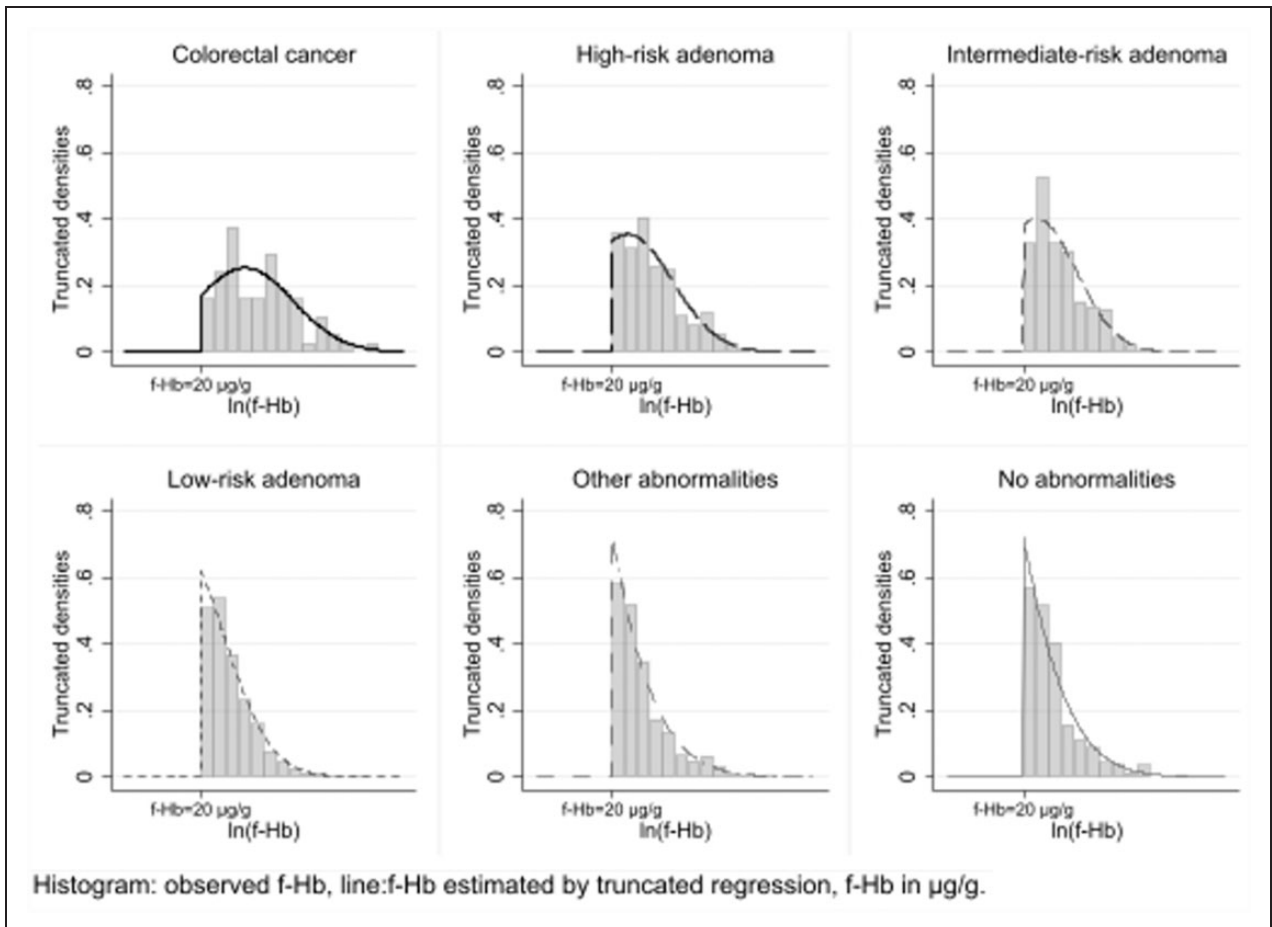 Colorectal cancer
Truncated densities
.8
.6
.4
.2
0
f-Hb=20 µg/g
ln(f-Hb)
High-risk adenoma
Truncated densities
.8
.6
.4
.2
0
f-Hb=20 µg/g
ln(f-Hb)
Intermediate-risk adenoma
Truncated densities
.8
.6
.4
.2
0
f-Hb=20 µg/g
ln(f-Hb)
Low-risk adenoma
Truncated densities
.8
.6
.4
.2
0
f-Hb=20 µg/g
ln(f-Hb)
Other abnormalities
Truncated densities
.8
.6
.4
.2
0
f-Hb=20 µg/g
ln(f-Hb)
No abnormalities
Truncated densities
.8
.6
.4
.2
0
f-Hb=20 µg/g
ln(f-Hb)
Histogram: observed f-Hb, line:f-Hb estimated by truncated regression, f-Hb in µg/g.